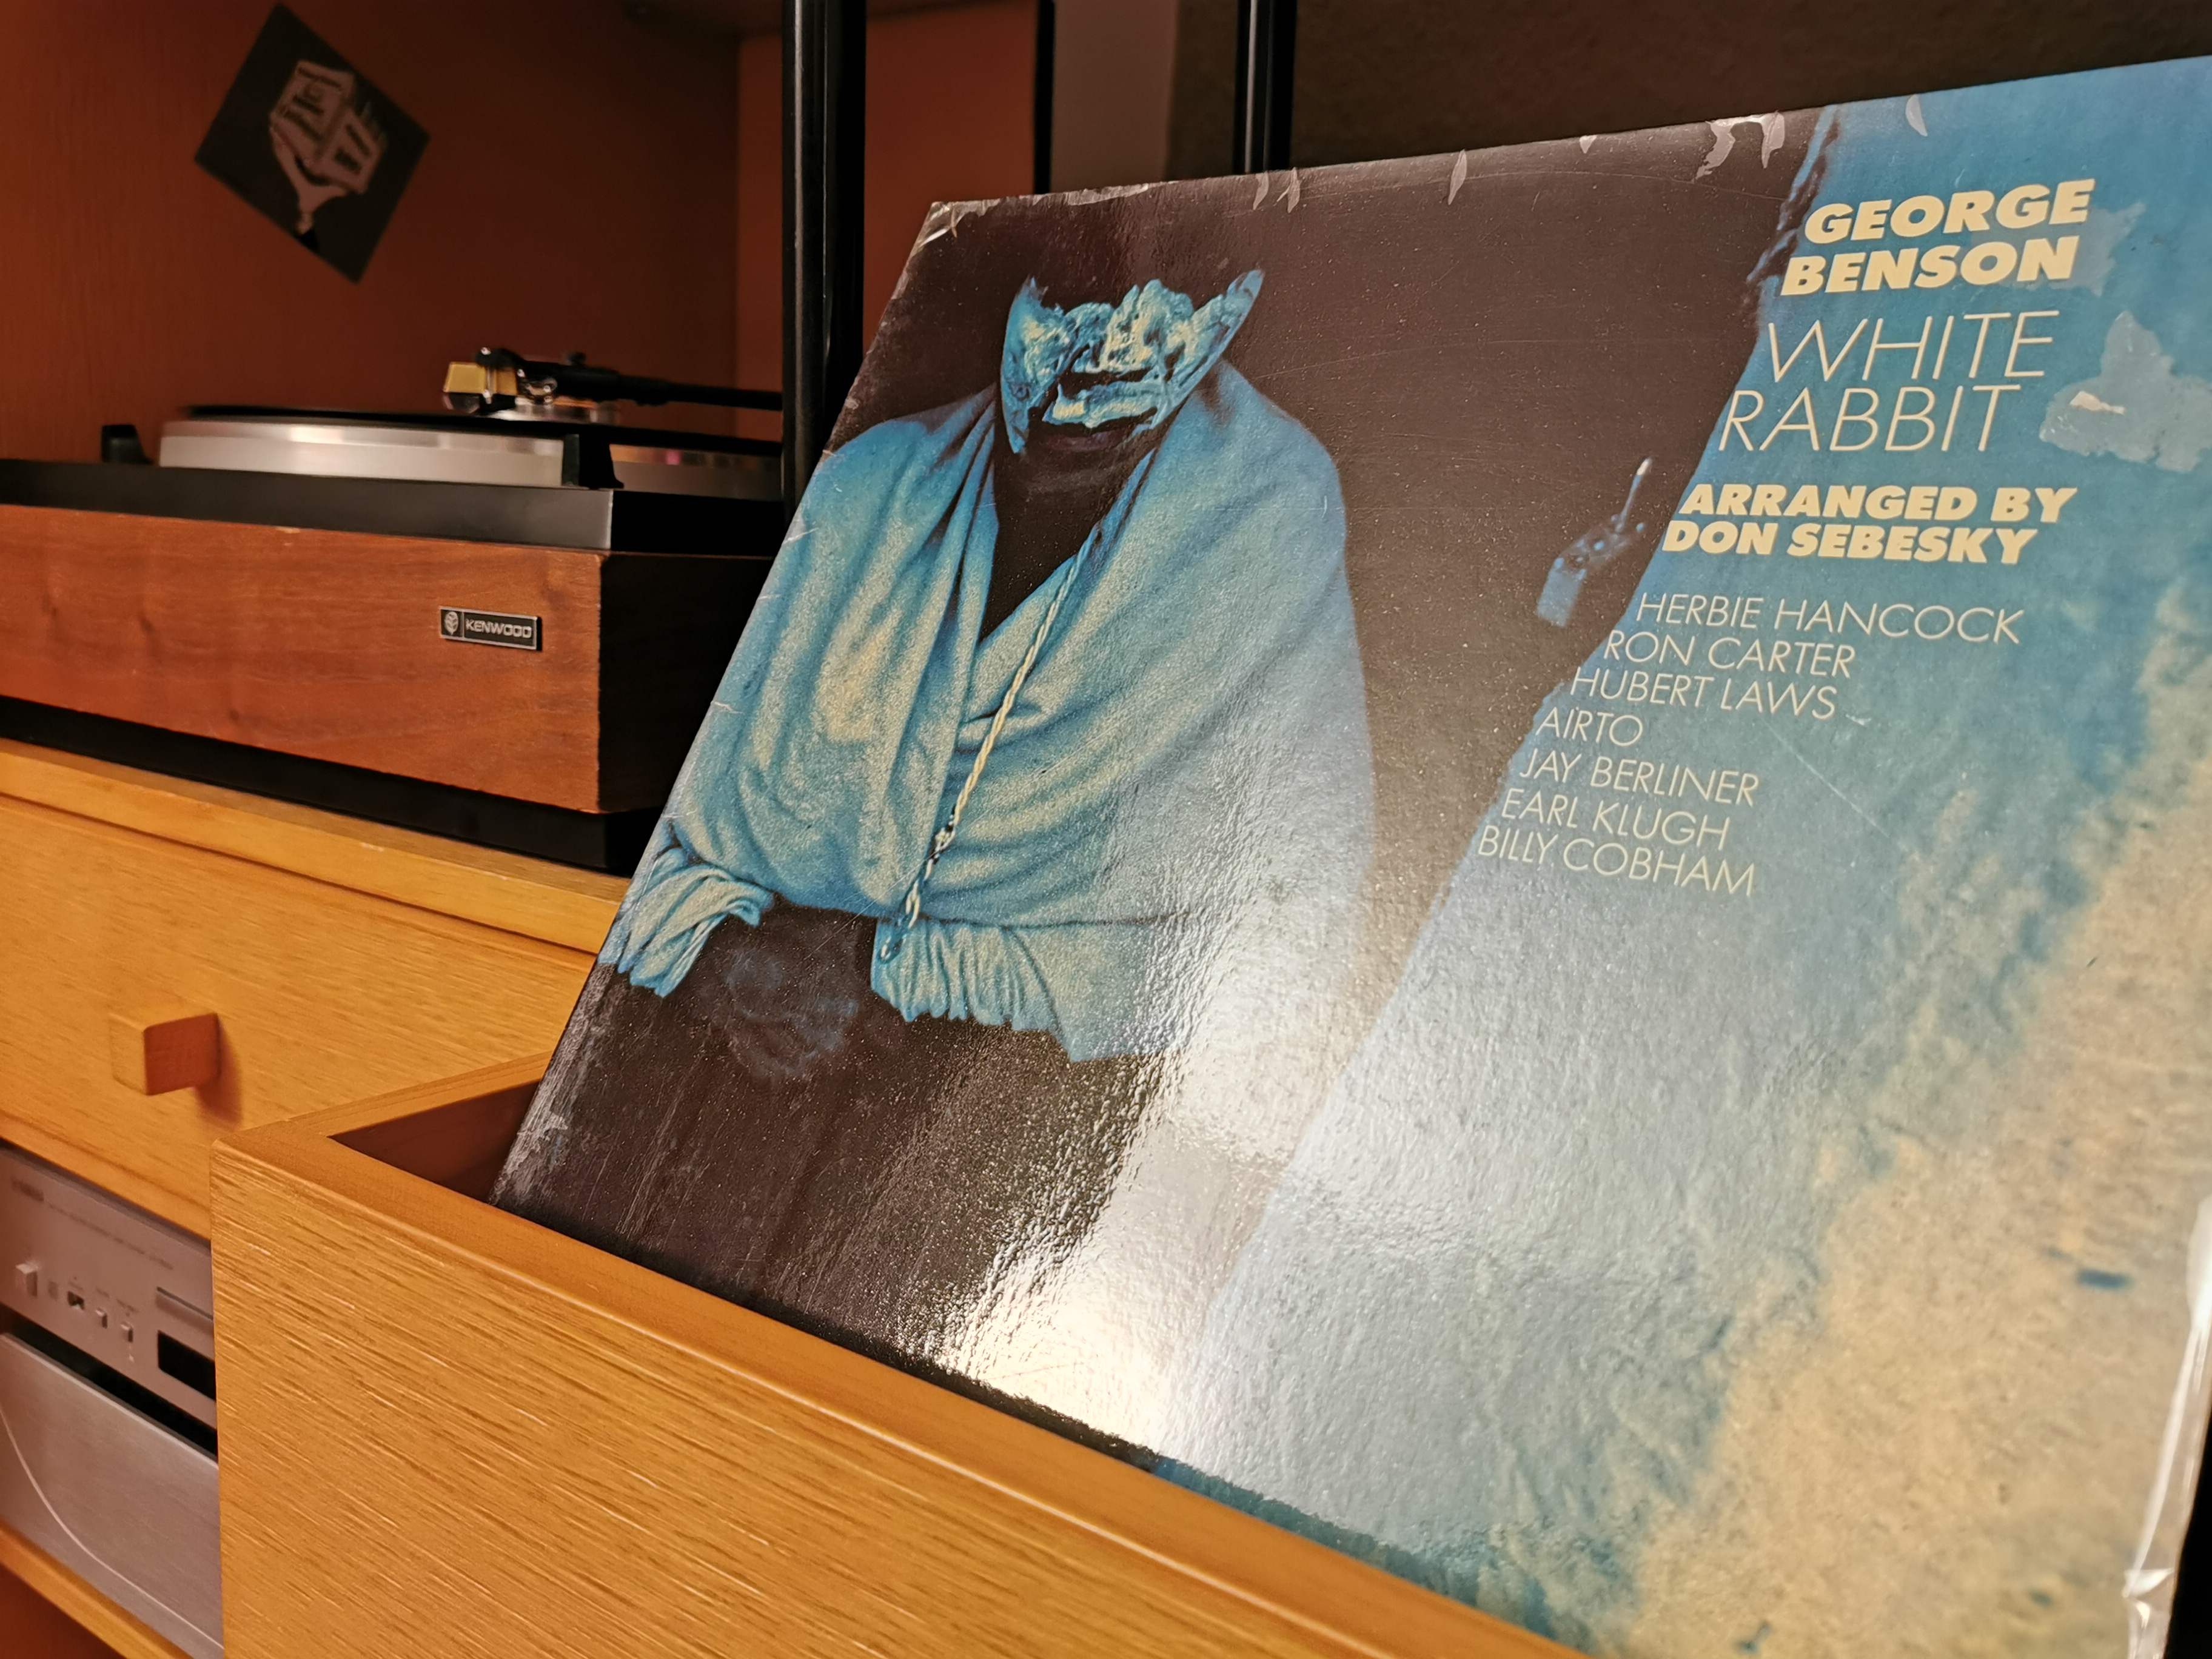 GEORGE
BENSON
WHITE
RABBIT
ARRANGED BY
DON SEBESKY
HERBIE HANCOCK
RON CARTER
HUBERT LAWS
AIRTO
JAY BERLINER
EARL KLUGH
BILLY COBHAM
KENWOOD